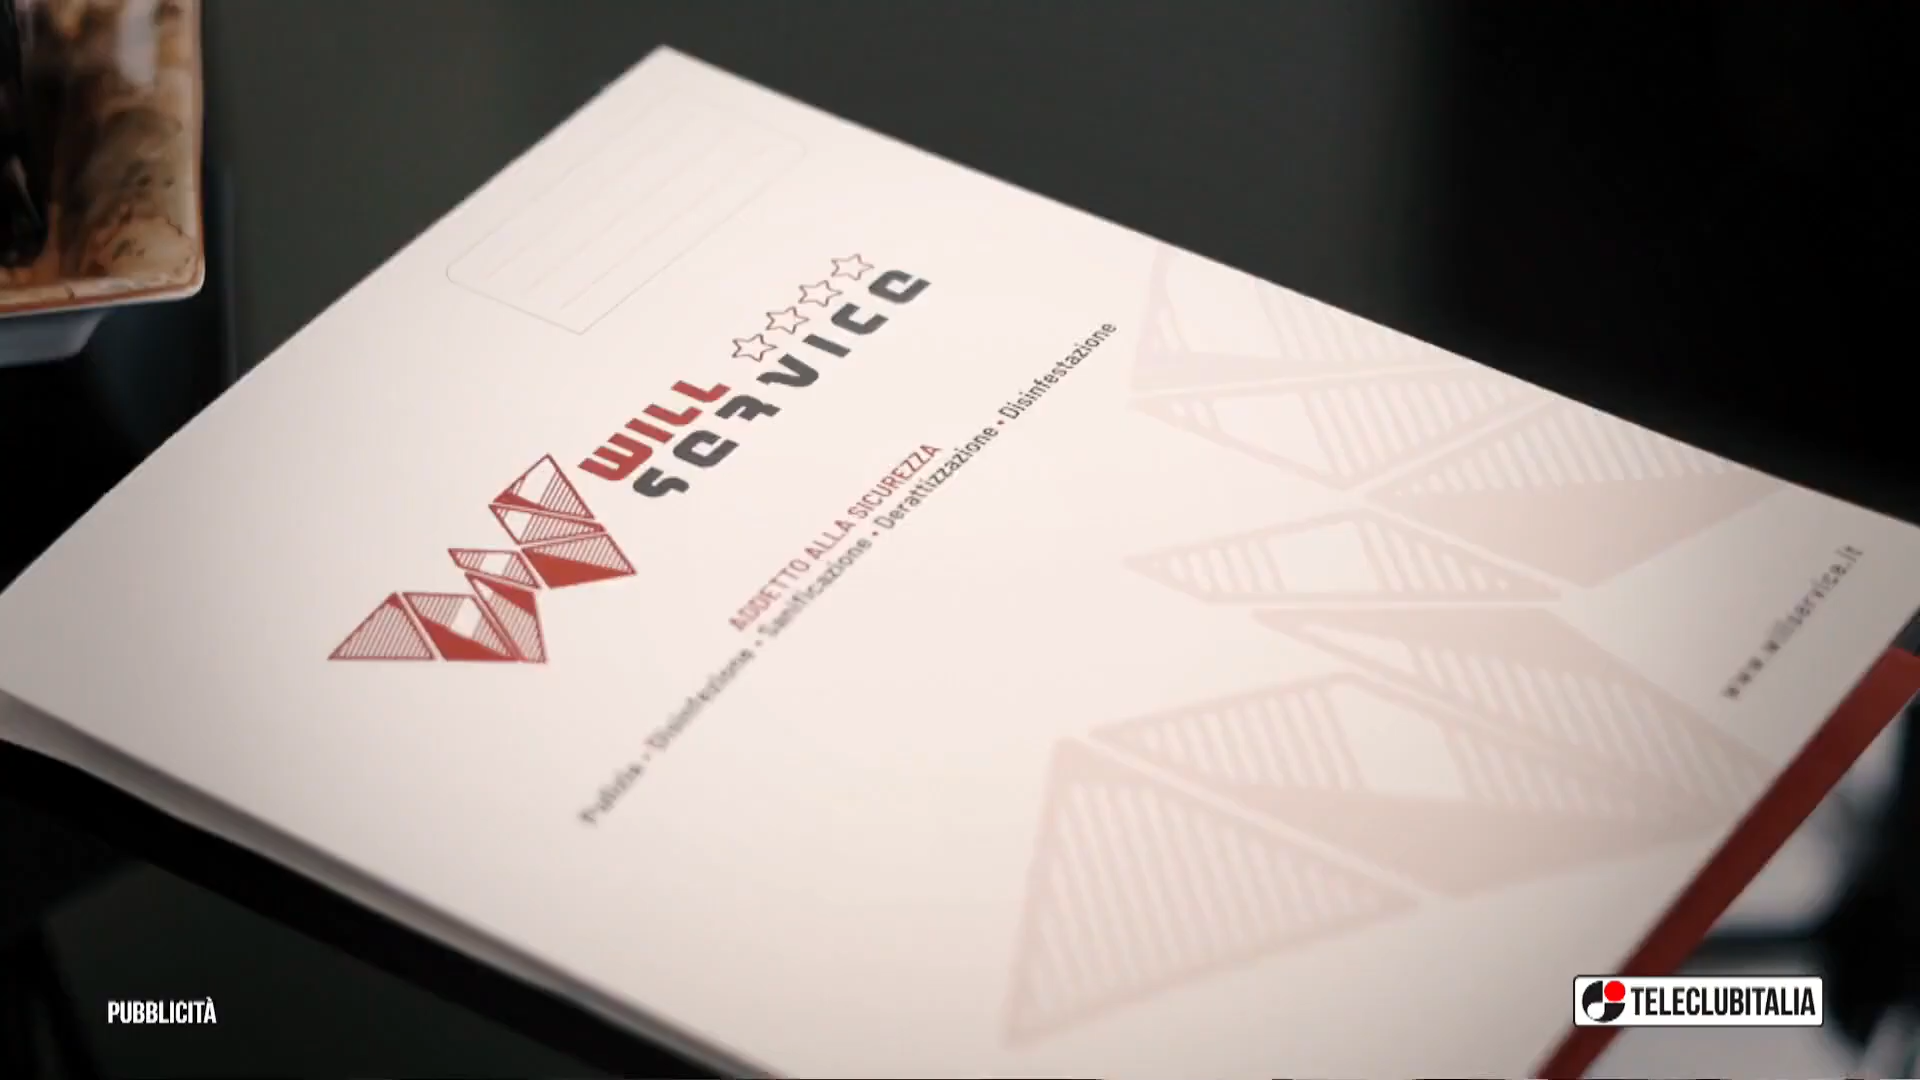 WILL
SERVICE
ADDETTO ALLA SICUREZZA
Pulizia • Disinfezione • Sanificazione • Derattizzazione • Disinfestazione
www.willservice.it
PUBBLICITÀ
TELECLUBITALIA